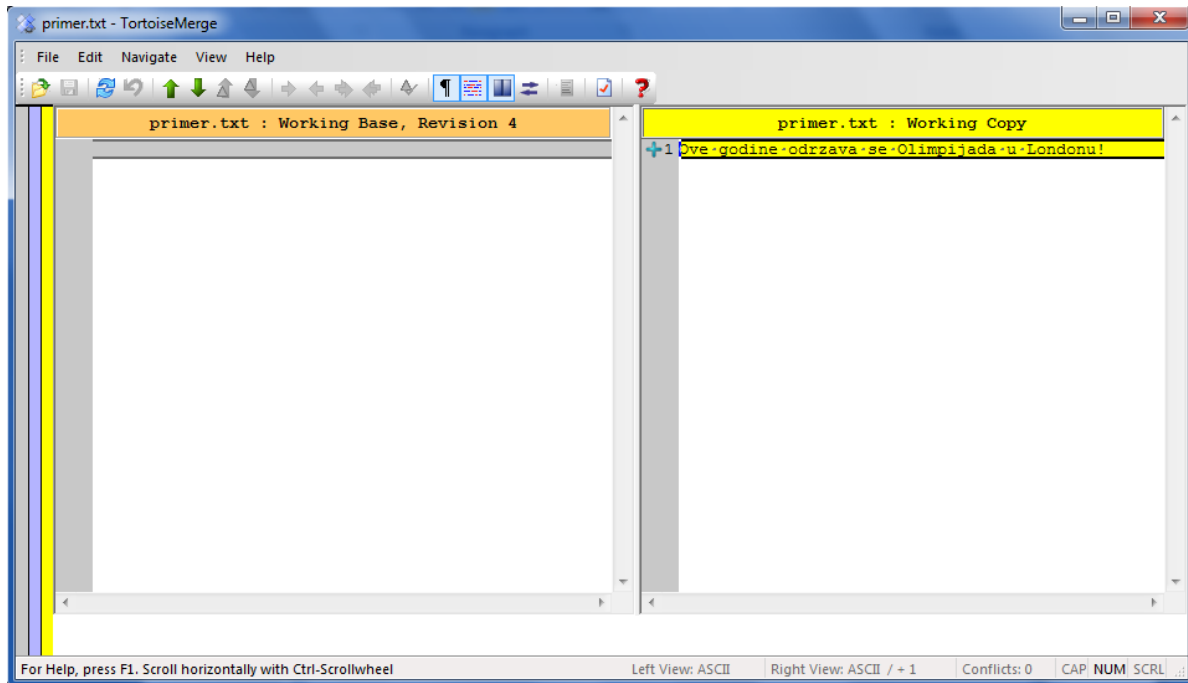 primer.txt - TortoiseMerge
File Edit Navigate View Help
primer.txt : Working Base, Revision 4
primer.txt : Working Copy
1 Ove·godine·odrzava·se·Olimpijada·u·Londonu!
For Help, press F1. Scroll horizontally with Ctrl-Scrollwheel Left View: ASCII Right View: ASCII / + 1 Conflicts: 0 CAP NUM SCRL